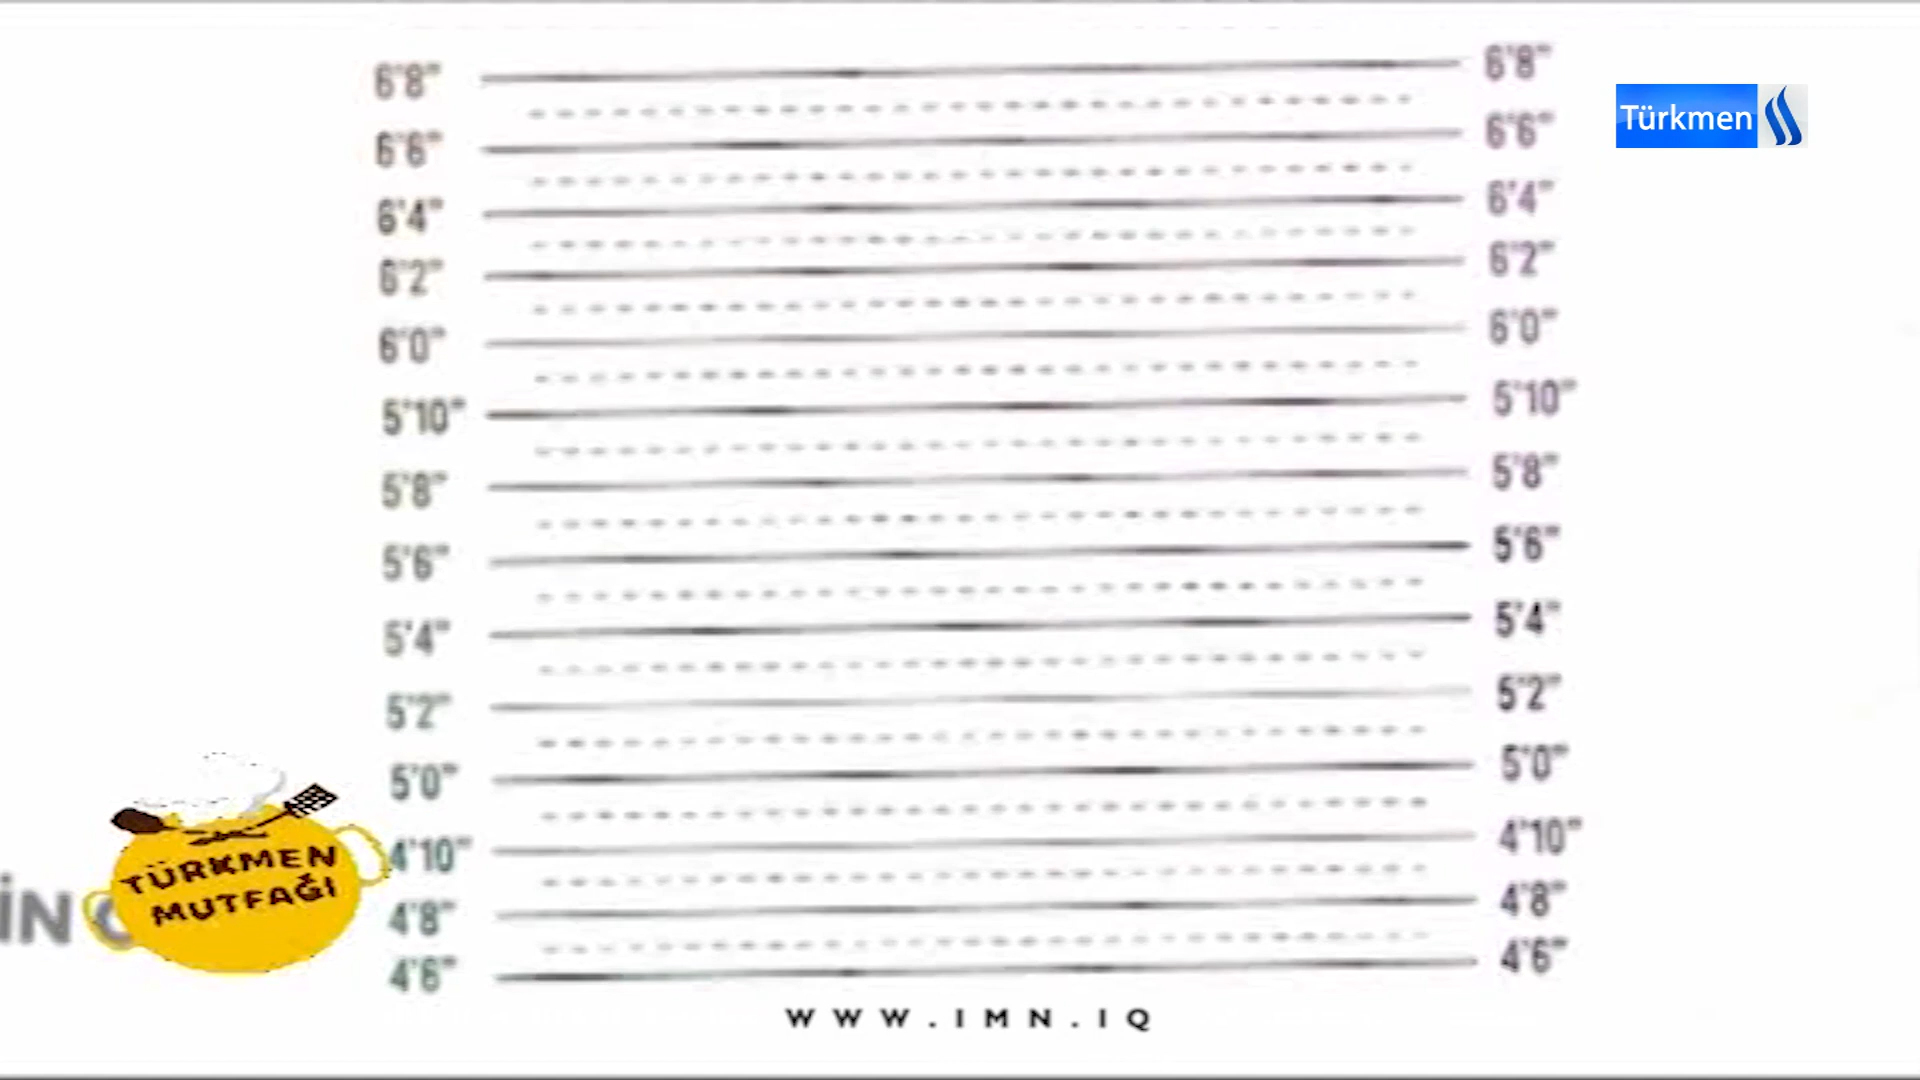 6'8" 6'8"
Türkmen
6'6" 6'6"
6'4" 6'4"
6'2" 6'2"
6'0" 6'0"
5'10" 5'10"
5'8" 5'8"
5'6" 5'6"
5'4" 5'4"
5'2" 5'2"
5'0" 5'0"
4'10" 4'10"
TÜRKMEN
MUTFAĞI
İN
4'8" 4'8"
4'6" 4'6"
WWW.IMN.IQ